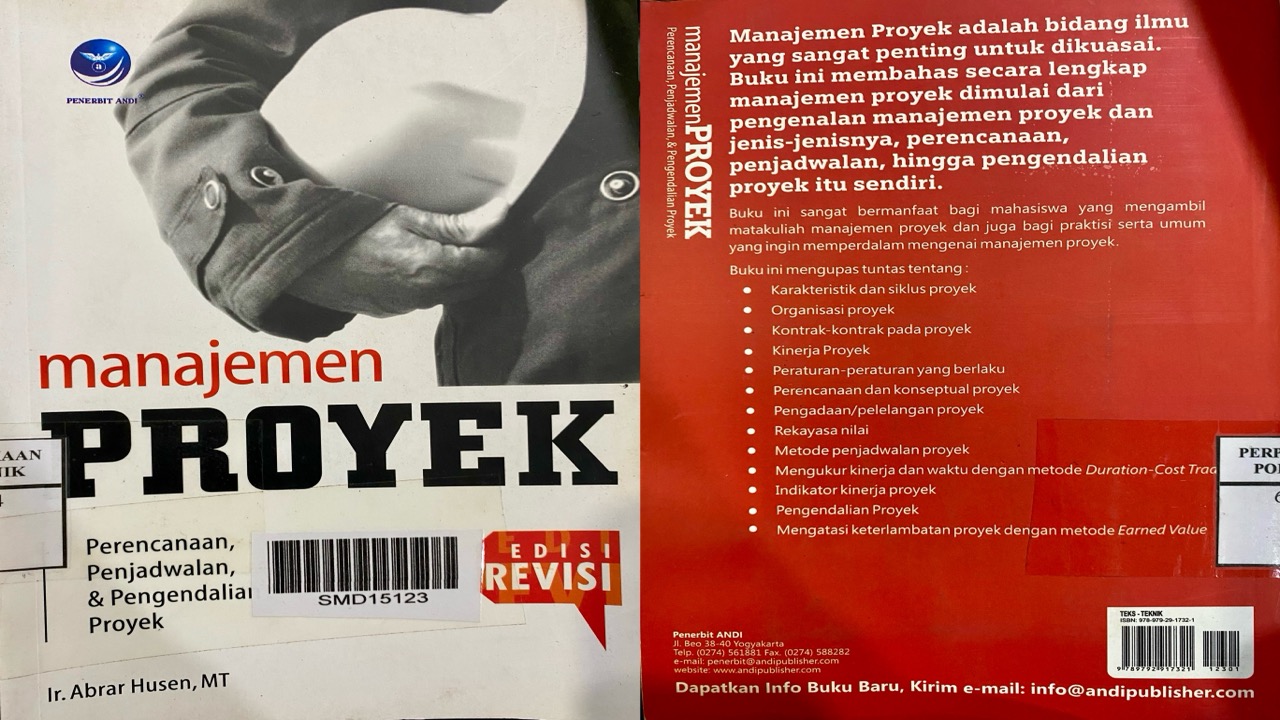 PENERBIT ANDI®
manajemen
PROYEK
Perencanaan,
Penjadwalan,
& Pengendalian
Proyek
EDISI
REVISI
SMD15123
Ir. Abrar Husen, MT
manajemen PROYEK
Perencanaan, Penjadwalan, & Pengendalian Proyek
Manajemen Proyek adalah bidang ilmu
yang sangat penting untuk dikuasai.
Buku ini membahas secara lengkap
manajemen proyek dimulai dari
pengenalan manajemen proyek dan
jenis-jenisnya, perencanaan,
penjadwalan, hingga pengendalian
proyek itu sendiri.
Buku ini sangat bermanfaat bagi mahasiswa yang mengambil
matakuliah manajemen proyek dan juga bagi praktisi serta umum
yang ingin memperdalam mengenai manajemen proyek.
Buku ini mengupas tuntas tentang :
• Karakteristik dan siklus proyek
• Organisasi proyek
• Kontrak-kontrak pada proyek
• Kinerja Proyek
• Peraturan-peraturan yang berlaku
• Perencanaan dan konseptual proyek
• Pengadaan/pelelangan proyek
• Rekayasa nilai
• Metode penjadwalan proyek
• Mengukur kinerja dan waktu dengan metode Duration-Cost
• Indikator kinerja proyek
• Pengendalian Proyek
• Mengatasi keterlambatan proyek dengan metode Earned Value
TEKS - TEKNIK
ISBN: 978-979-29-1732-1
9789792917321
12301
Penerbit ANDI
Jl. Beo 38-40 Yogyakarta
Telp. (0274) 561881 Fax. (0274) 588282
e-mail: penerbit@andipublisher.com
website: www.andipublisher.com
Dapatkan Info Buku Baru, Kirim e-mail: info@andipublisher.com